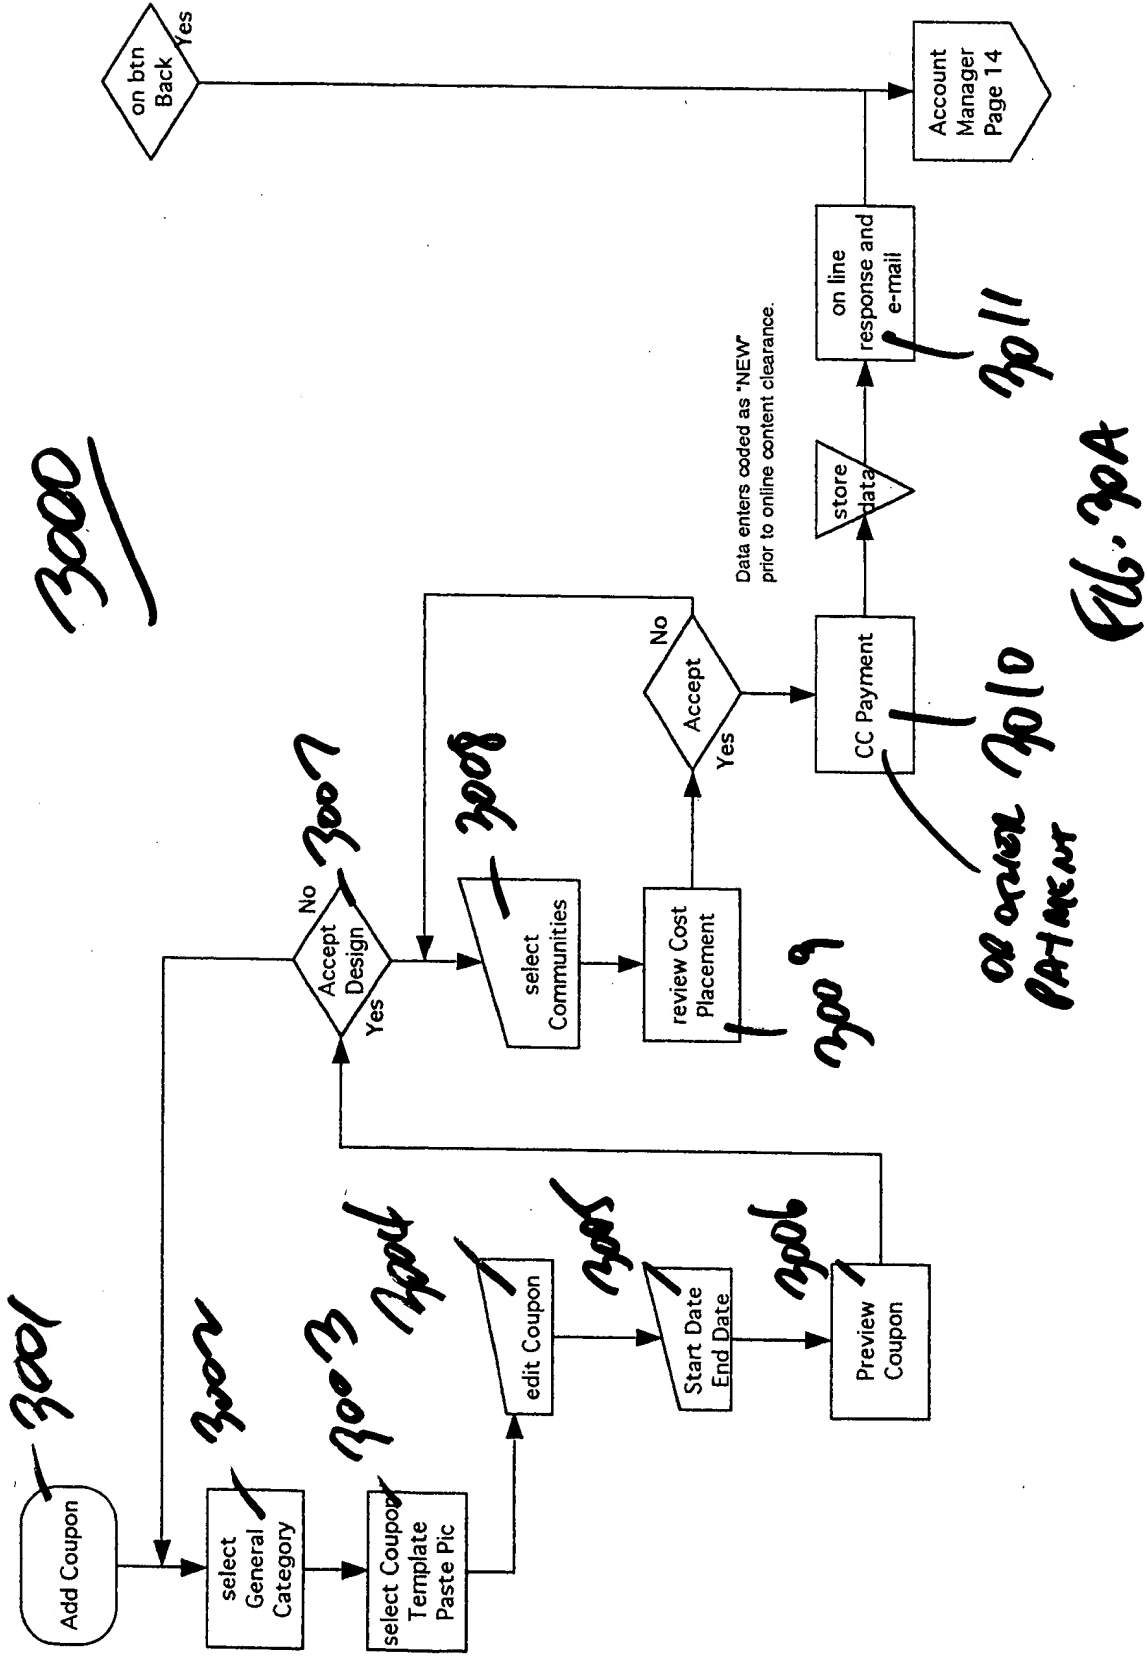 3000
3001
Add Coupon
3002
select
General
Category
3003
select Coupon
Template
Paste Pic
3004
edit Coupon
3005
Start Date
End Date
3006
Preview
Coupon
3007
Accept
Design
No
Yes
3008
select
Communities
3009
review Cost
Placement
Accept
No
Yes
CC Payment
3010
OR OTHER
PAYMENT
Data enters coded as "NEW"
prior to online content clearance.
store
data
on line
response and
e-mail
3011
on btn
Back
Yes
Account
Manager
Page 14
FIG. 30A